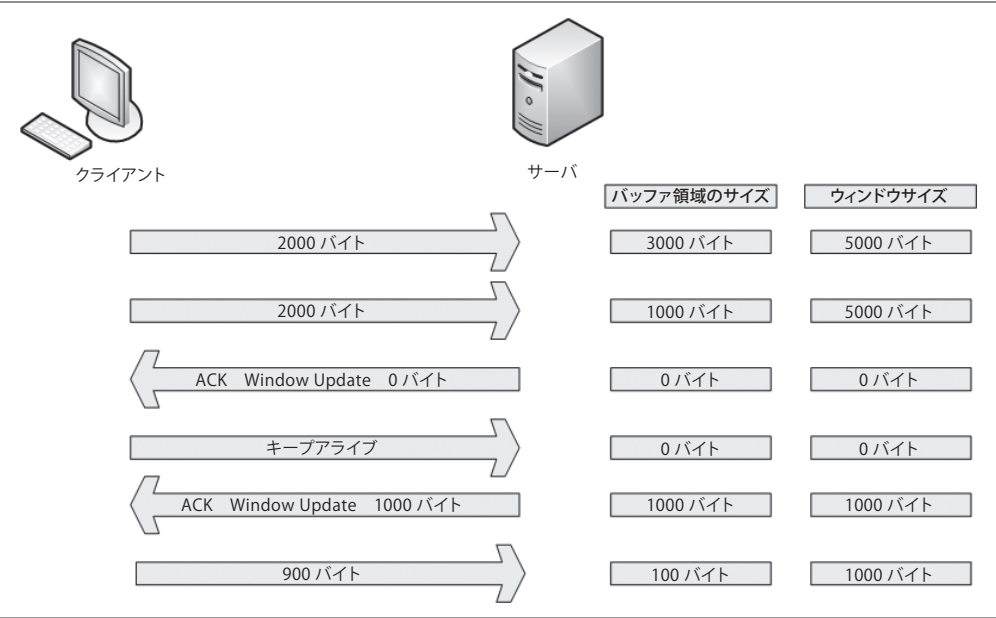 クライアント
サーバ
バッファ領域のサイズ ウィンドウサイズ
2000 バイト 3000 バイト 5000 バイト
2000 バイト 1000 バイト 5000 バイト
ACK Window Update 0 バイト 0 バイト 0 バイト
キープアライブ 0 バイト 0 バイト
ACK Window Update 1000 バイト 1000 バイト 1000 バイト
900 バイト 100 バイト 1000 バイト